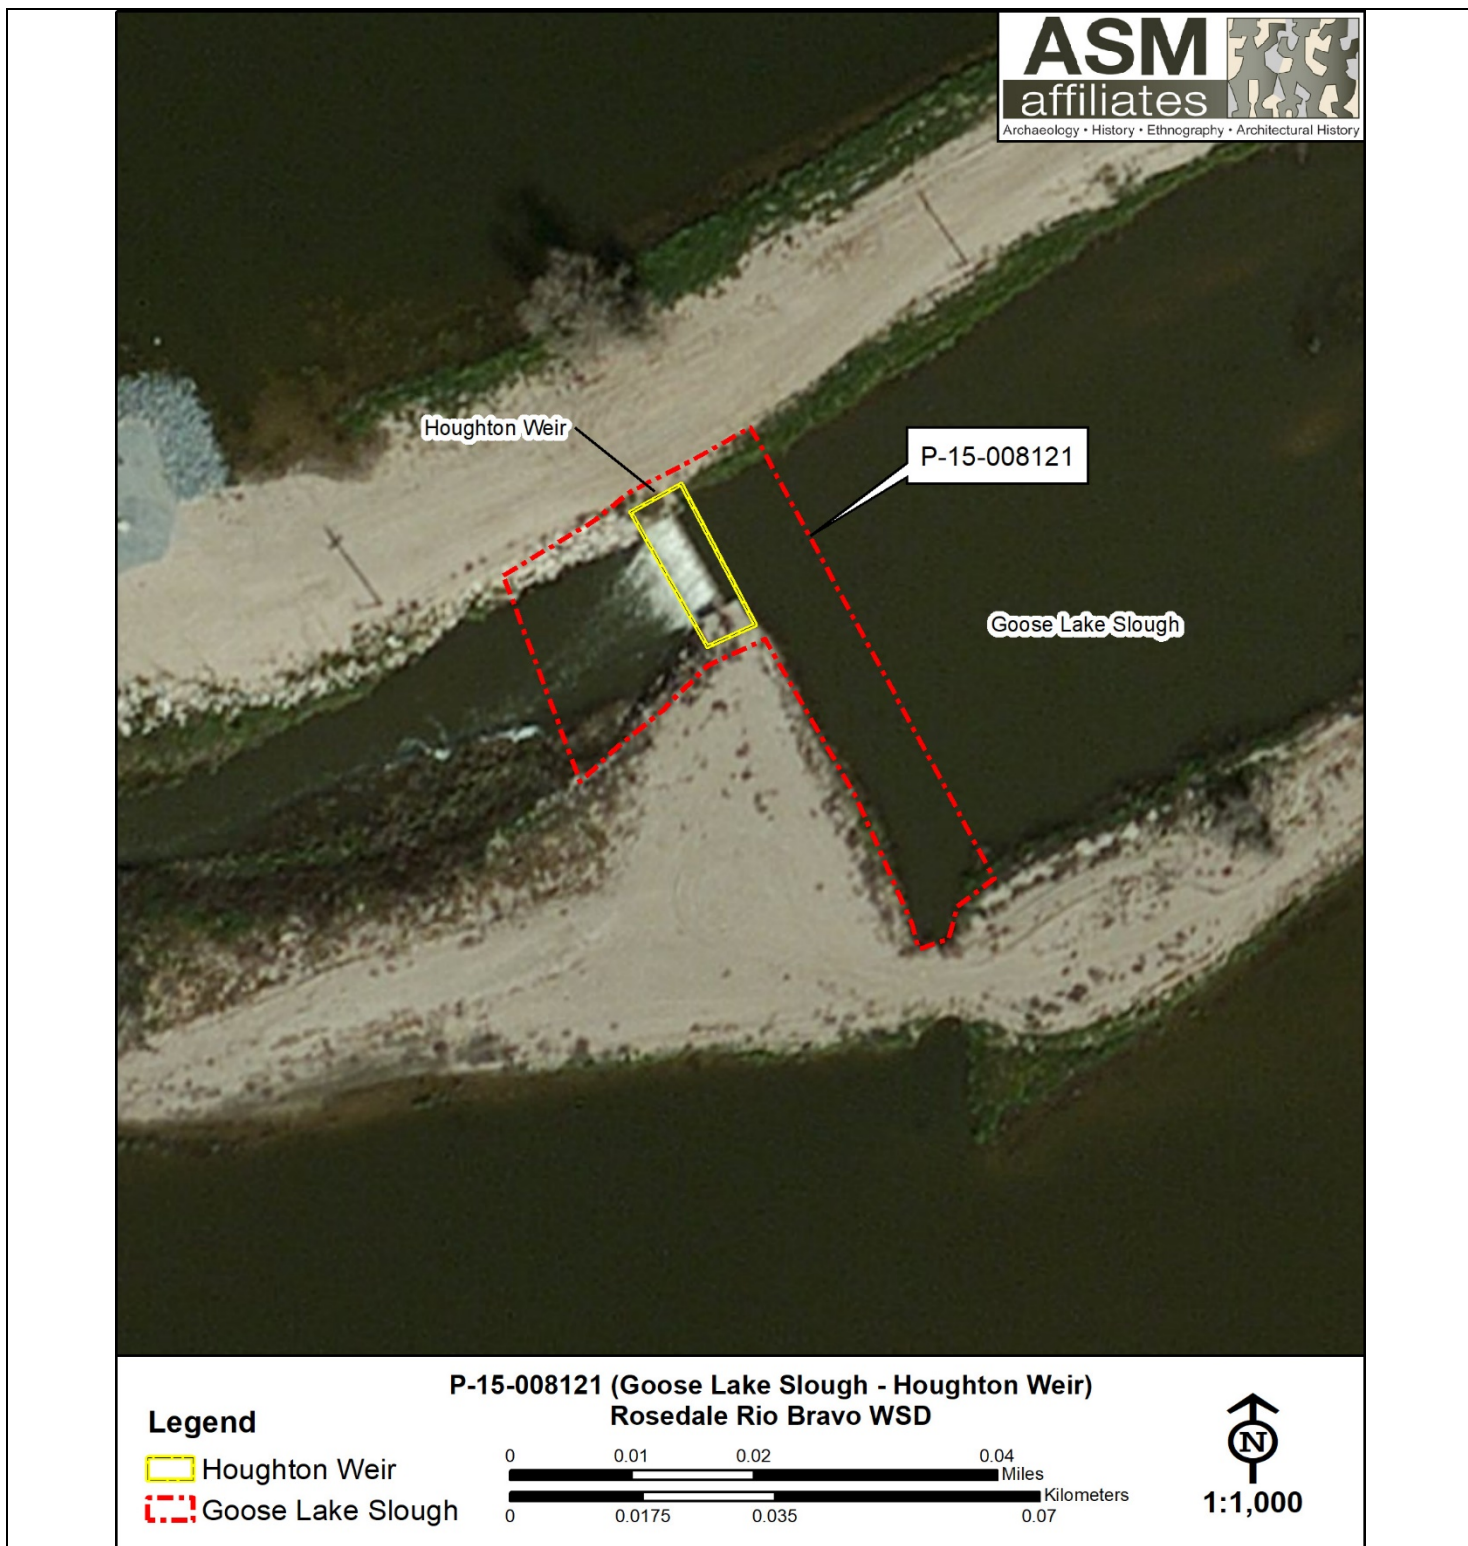 ASM
affiliates
Archaeology • History • Ethnography • Architectural History
Houghton Weir
P-15-008121
Goose Lake Slough
P-15-008121 (Goose Lake Slough - Houghton Weir)
Rosedale Rio Bravo WSD
Legend
Houghton Weir
Goose Lake Slough
0 0.01 0.02 0.04
Miles
Kilometers
0 0.0175 0.035 0.07
N
1:1,000